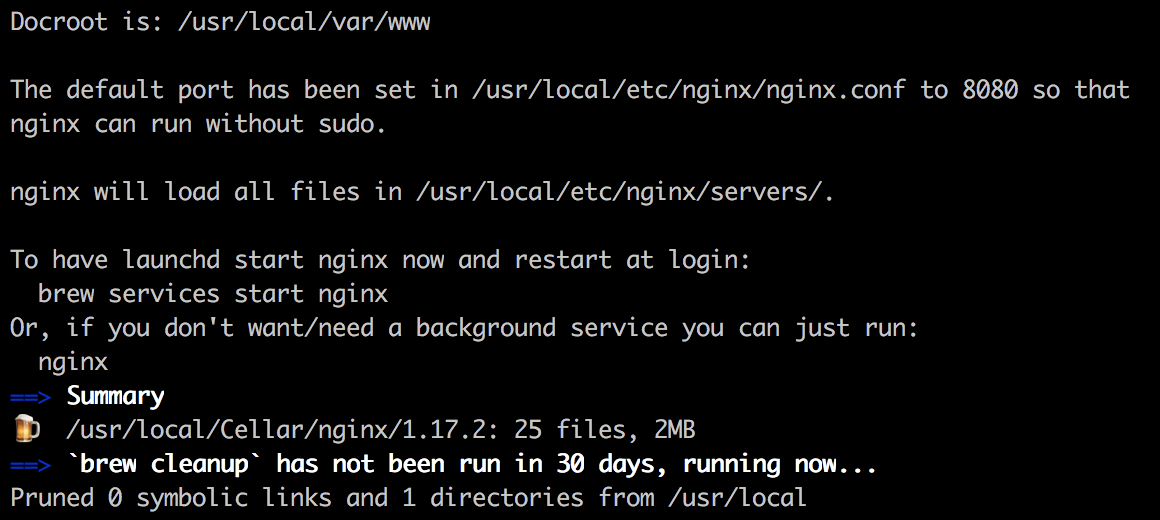 Docroot is: /usr/local/var/www
The default port has been set in /usr/local/etc/nginx/nginx.conf to 8080 so that
nginx can run without sudo.
nginx will load all files in /usr/local/etc/nginx/servers/.
To have launchd start nginx now and restart at login:
  brew services start nginx
Or, if you don't want/need a background service you can just run:
  nginx
==> Summary
🍺  /usr/local/Cellar/nginx/1.17.2: 25 files, 2MB
==> `brew cleanup` has not been run in 30 days, running now...
Pruned 0 symbolic links and 1 directories from /usr/local